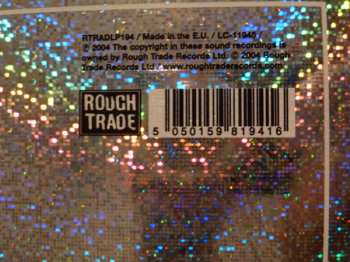 RTRADLP194 / Made in the E.U. / LC-11940 /
℗ 2004 The copyright in these sound recordings is
owned by Rough Trade Records Ltd. © 2004 Rough
Trade Records Ltd / www.roughtraderecords.com
ROUGH
TRADE
5 050159 819416